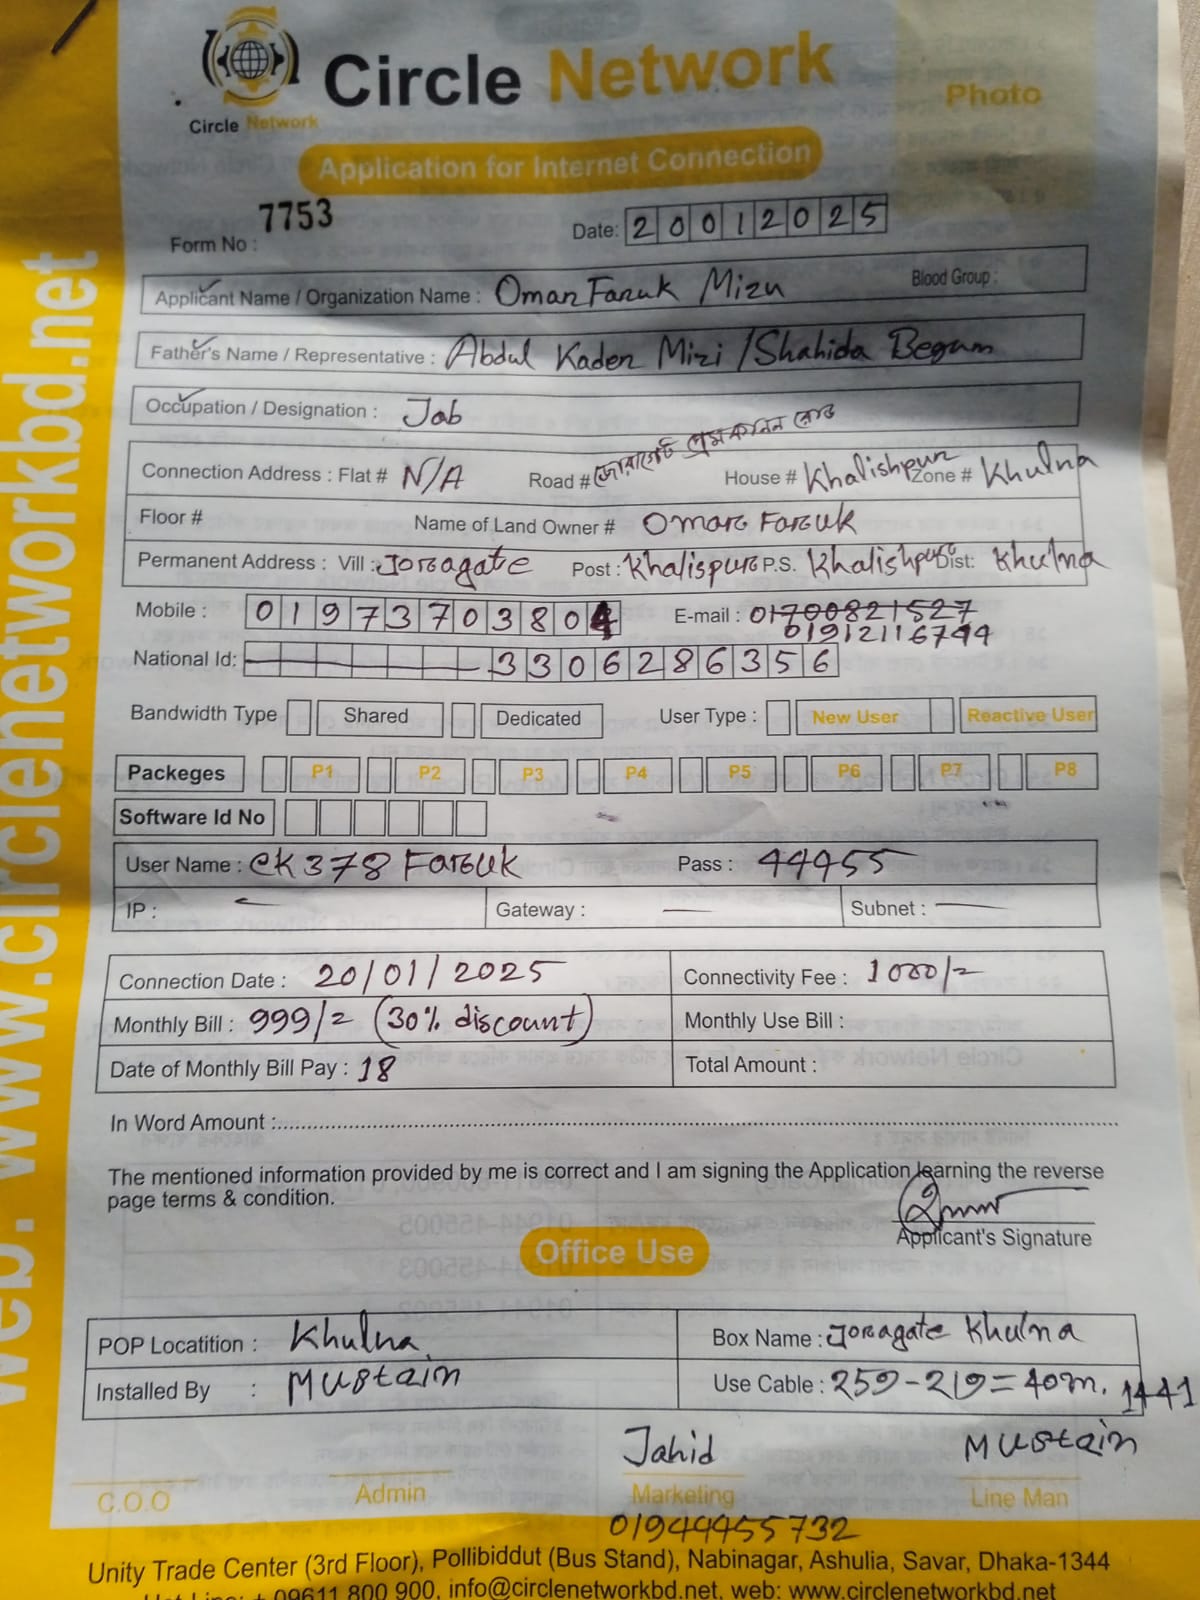 Circle Network
Circle Network
Photo
Application for Internet Connection
Form No : 7753
Date: 20012025
Applicant Name / Organization Name : Omar Faruk Mizu Blood Group :
Father's Name / Representative : Abdul Kader Mizi / Shahida Begum
Occupation / Designation : Job
Connection Address : Flat # N/A Road # জোরাগেট প্রেমকানন রোড House # Khalishpur Zone # Khulna
Floor # Name of Land Owner # Omar Faruk
Permanent Address : Vill : Joragate Post : Khalispur P.S. Khalishpur Dist: Khulna
Mobile : 01973703804 E-mail : 01700821527
01912116744
National Id: 3306286356
Bandwidth Type Shared Dedicated User Type : New User Reactive User
Packeges P1 P2 P3 P4 P5 P6 P7 P8
Software Id No
User Name : CK378 Faruk Pass : 44455
IP : — Gateway : — Subnet : —
Connection Date : 20/01/2025 Connectivity Fee : 1000/=
Monthly Bill : 999/= (30% discount) Monthly Use Bill :
Date of Monthly Bill Pay : 18 Total Amount :
In Word Amount :
The mentioned information provided by me is correct and I am signing the Application learning the reverse
page terms & condition.
Applicant's Signature
Office Use
POP Locatition : Khulna Box Name : Joragate Khulna
Installed By : Mustain Use Cable : 259-219=40m. 1441
Jahid Mustain
C.O.O Admin Marketing Line Man
01944455732
Unity Trade Center (3rd Floor), Pollibiddut (Bus Stand), Nabinagar, Ashulia, Savar, Dhaka-1344
Hot Line: + 09611 800 900, info@circlenetworkbd.net, web: www.circlenetworkbd.net
web: www.circlenetworkbd.net